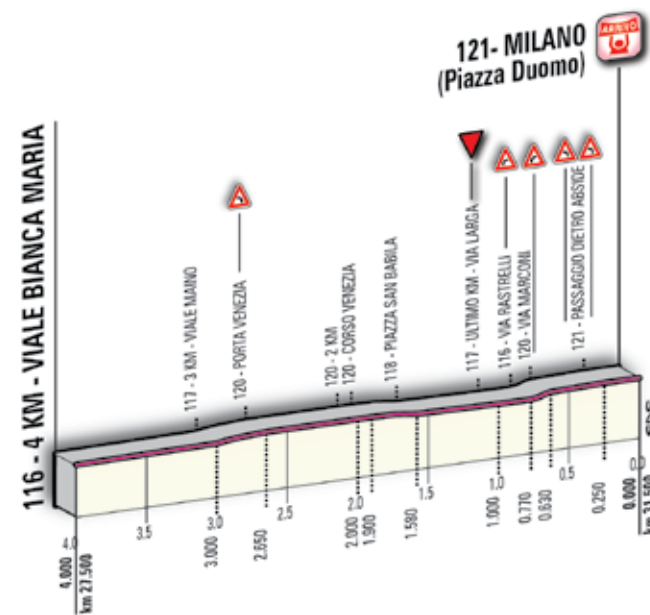 ARRIVO
121- MILANO
(Piazza Duomo)
116 - 4 KM - VIALE BIANCA MARIA
117 - 3 KM - VIALE MAINO
120 - PORTA VENEZIA
120 - 2 KM
120 - CORSO VENEZIA
118 - PIAZZA SAN BABILA
117 - ULTIMO KM - VIA LARGA
116 - VIA RASTRELLI
120 - VIA MARCONI
121 - PASSAGGIO DIETRO ABSIDE
4.0
3.5
3.0
2.5
2.0
1.5
1.0
0.5
0.0
4.000
3.000
2.650
2.000
1.900
1.580
1.000
0.770
0.630
0.250
0.000
km 27.500
km 31.500